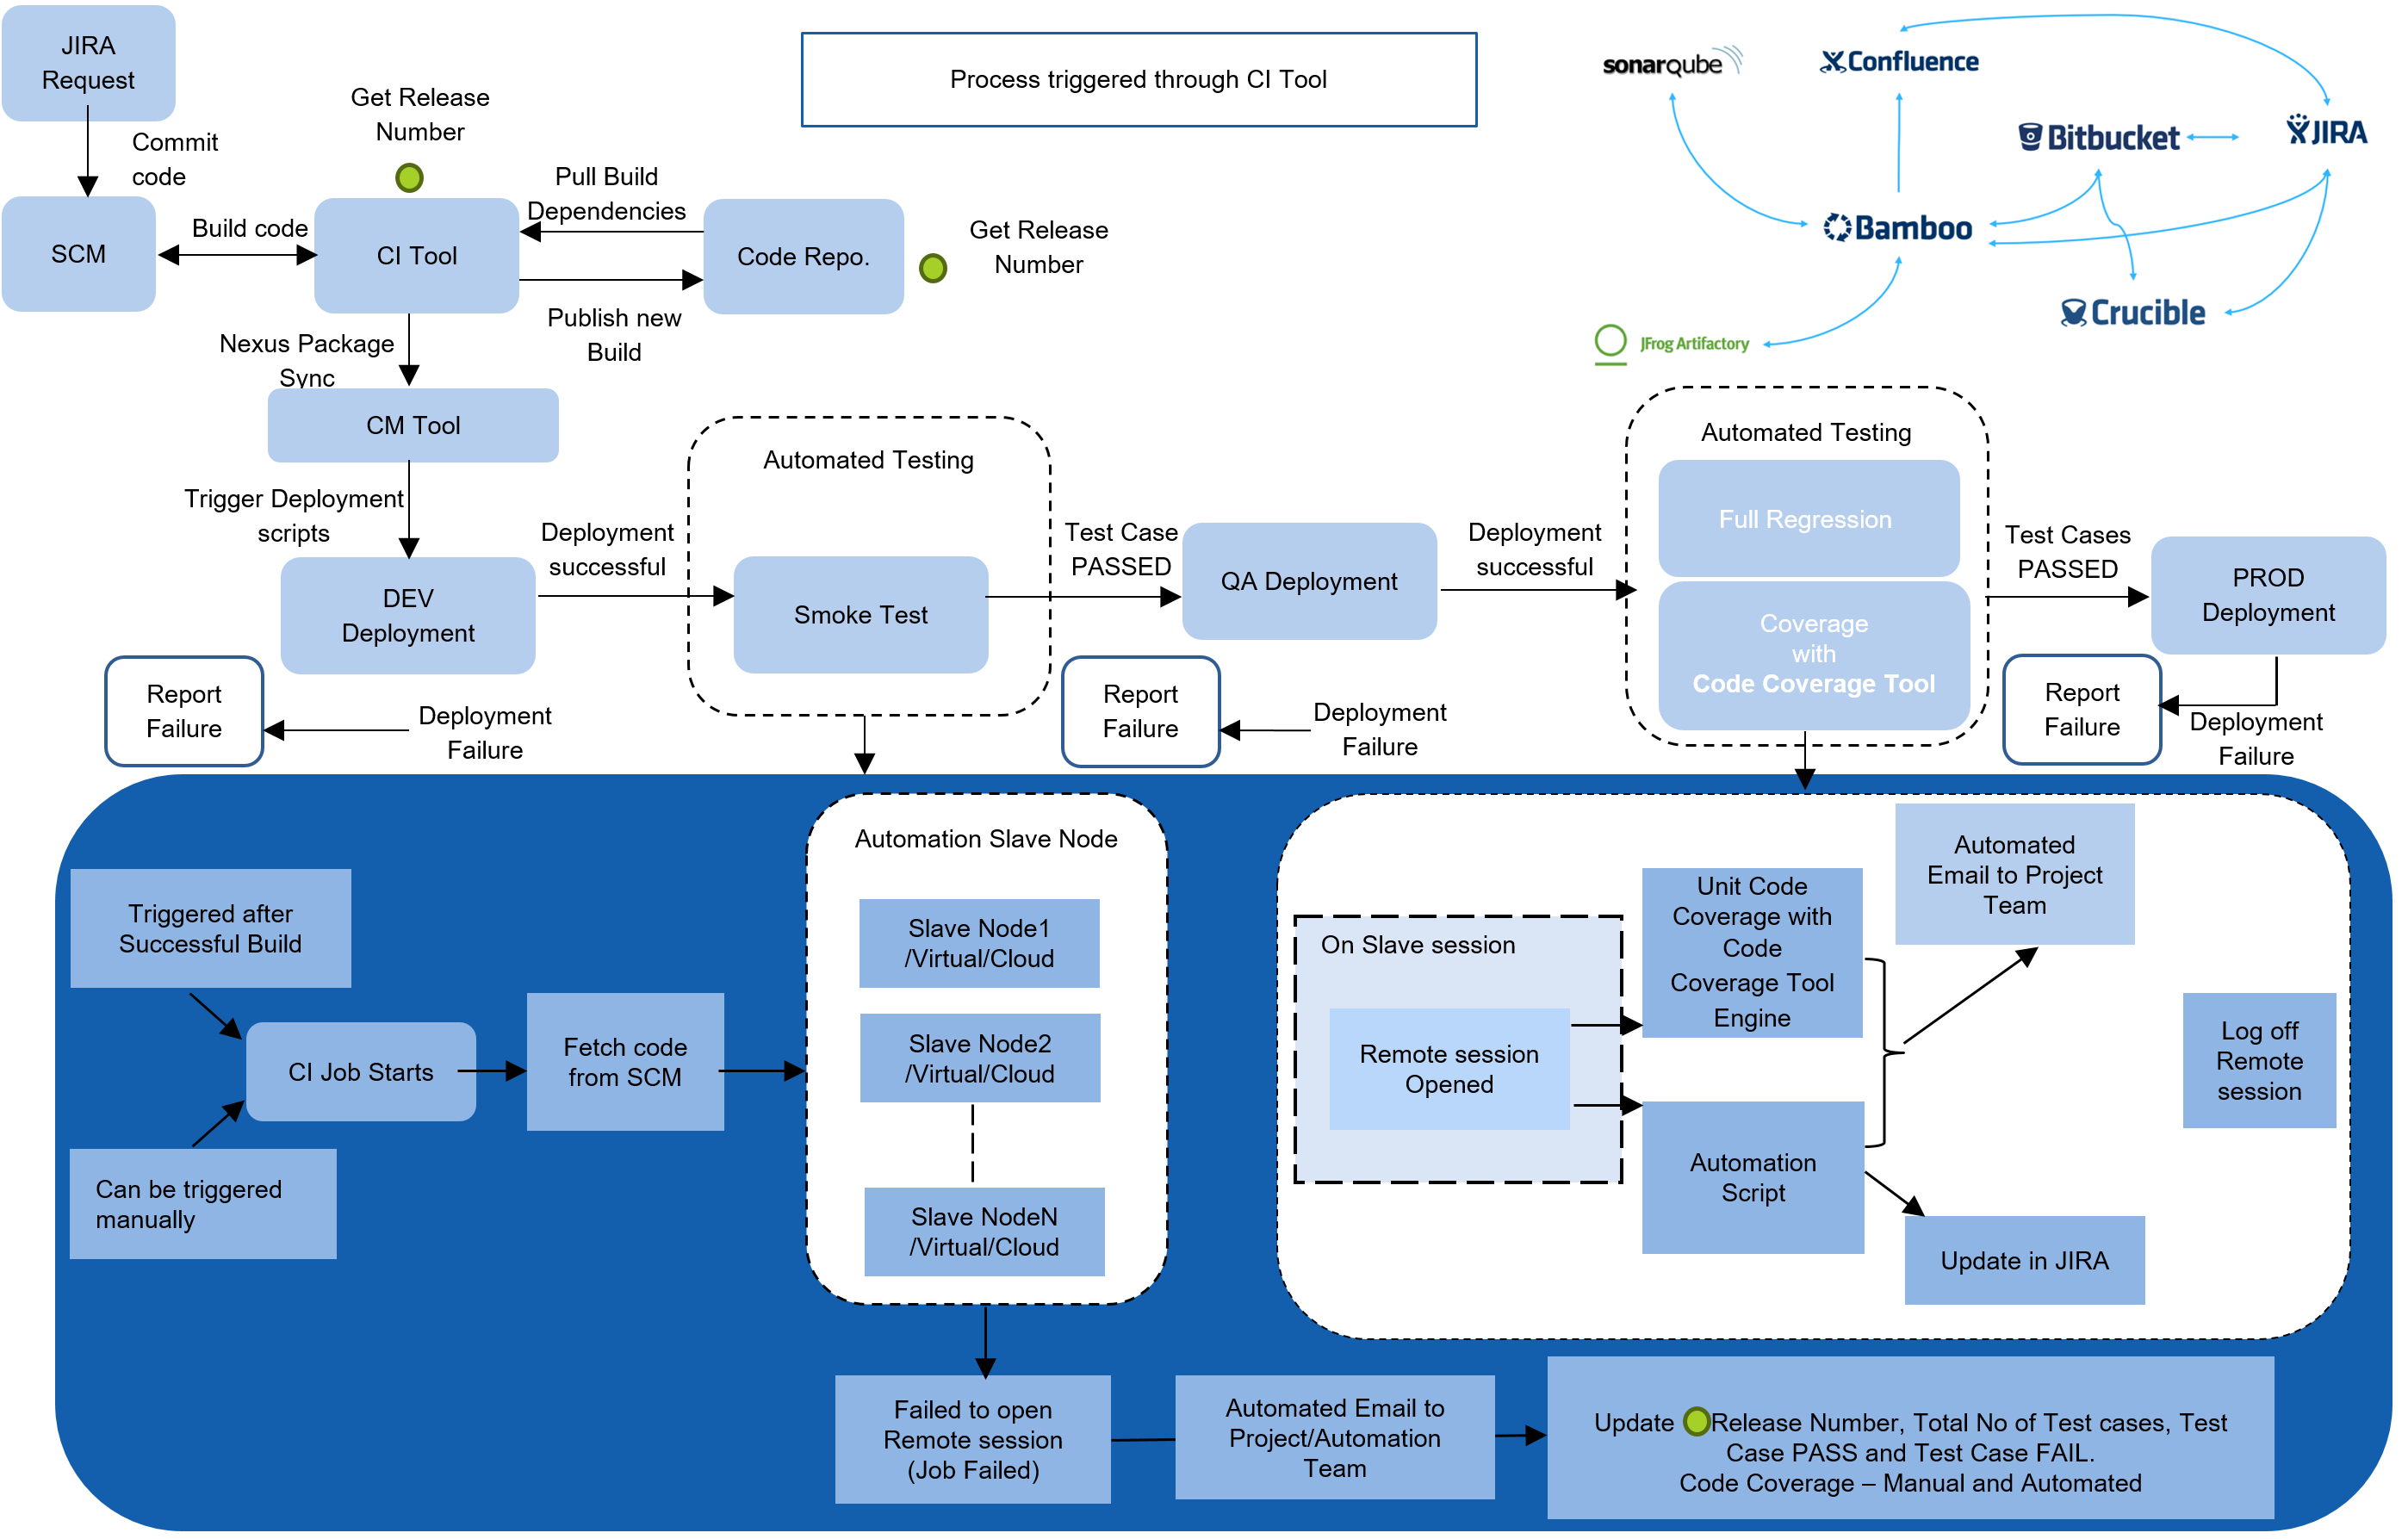 JIRA
Request
Commit
code
Get Release
Number
Process triggered through CI Tool
sonarqube
Confluence
Bitbucket
JIRA
Bamboo
Crucible
JFrog Artifactory
SCM
Build code
CI Tool
Pull Build
Dependencies
Code Repo.
Get Release
Number
Publish new
Build
Nexus Package
Sync
CM Tool
Trigger Deployment
scripts
DEV
Deployment
Deployment
successful
Automated Testing
Smoke Test
Test Case
PASSED
QA Deployment
Deployment
successful
Automated Testing
Full Regression
Coverage
with
Code Coverage Tool
Test Cases
PASSED
PROD
Deployment
Report
Failure
Deployment
Failure
Report
Failure
Deployment
Failure
Report
Failure
Deployment
Failure
Triggered after
Successful Build
CI Job Starts
Can be triggered
manually
Fetch code
from SCM
Automation Slave Node
Slave Node1
/Virtual/Cloud
Slave Node2
/Virtual/Cloud
Slave NodeN
/Virtual/Cloud
On Slave session
Remote session
Opened
Unit Code
Coverage with
Code
Coverage Tool
Engine
Automation
Script
Automated
Email to Project
Team
Update in JIRA
Log off
Remote
session
Failed to open
Remote session
(Job Failed)
Automated Email to
Project/Automation
Team
Update Release Number, Total No of Test cases, Test
Case PASS and Test Case FAIL.
Code Coverage – Manual and Automated